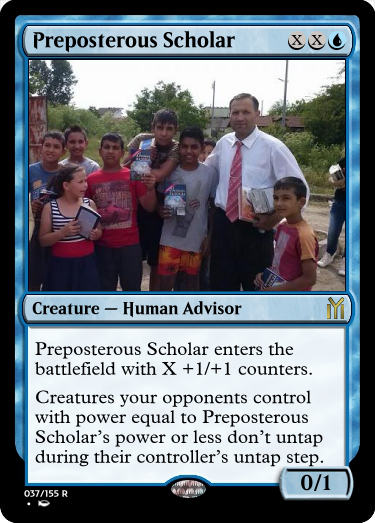 Preposterous Scholar XXU
Creature — Human Advisor
Preposterous Scholar enters the
battlefield with X +1/+1 counters.
Creatures your opponents control
with power equal to Preposterous
Scholar's power or less don't untap
during their controller's untap step.
0/1
037/155 R